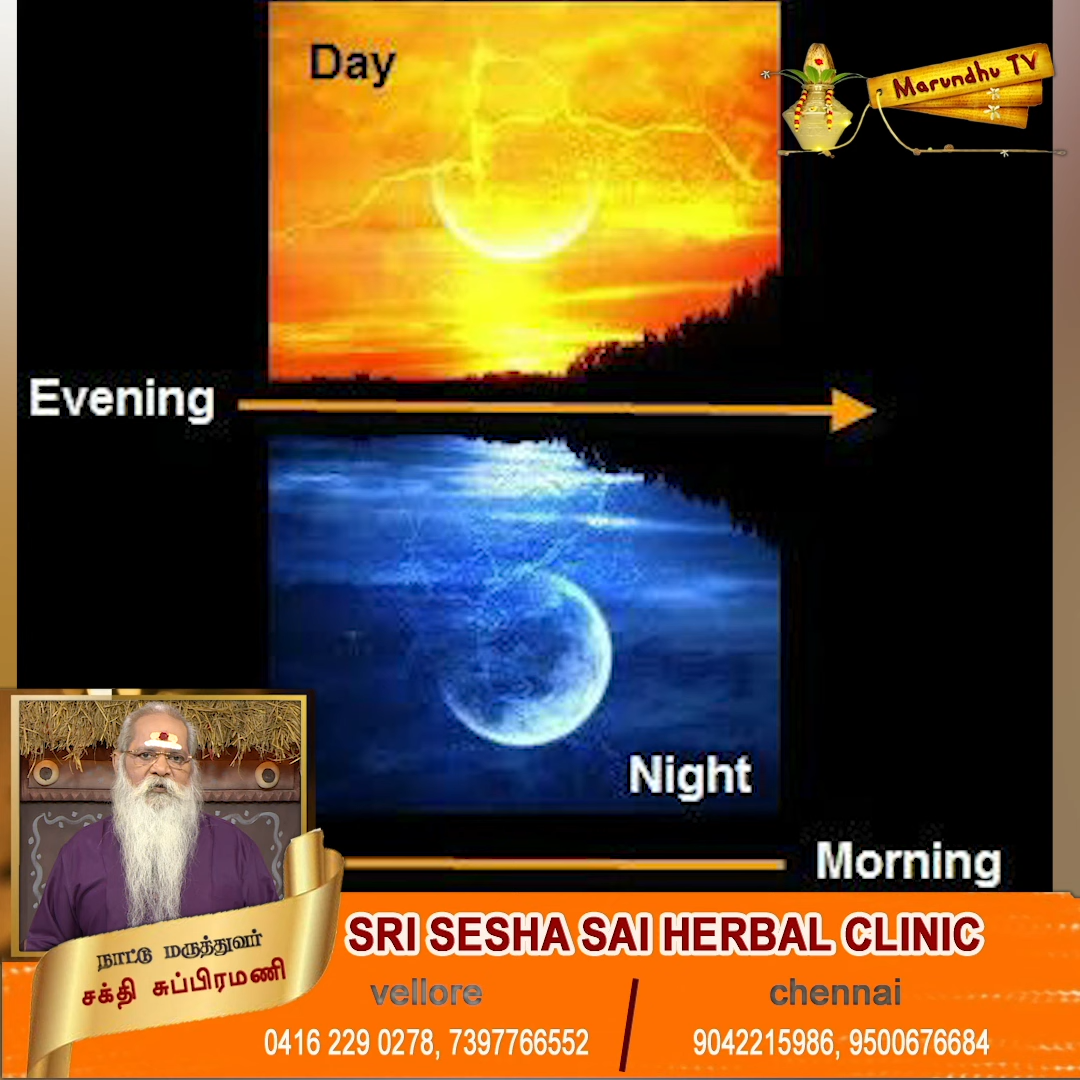 Day
Marundhu TV
Evening
Night
Morning
நாட்டு மருத்துவர்
சக்தி சுப்பிரமணி
SRI SESHA SAI HERBAL CLINIC
vellore
chennai
0416 229 0278, 7397766552 / 9042215986, 9500676684